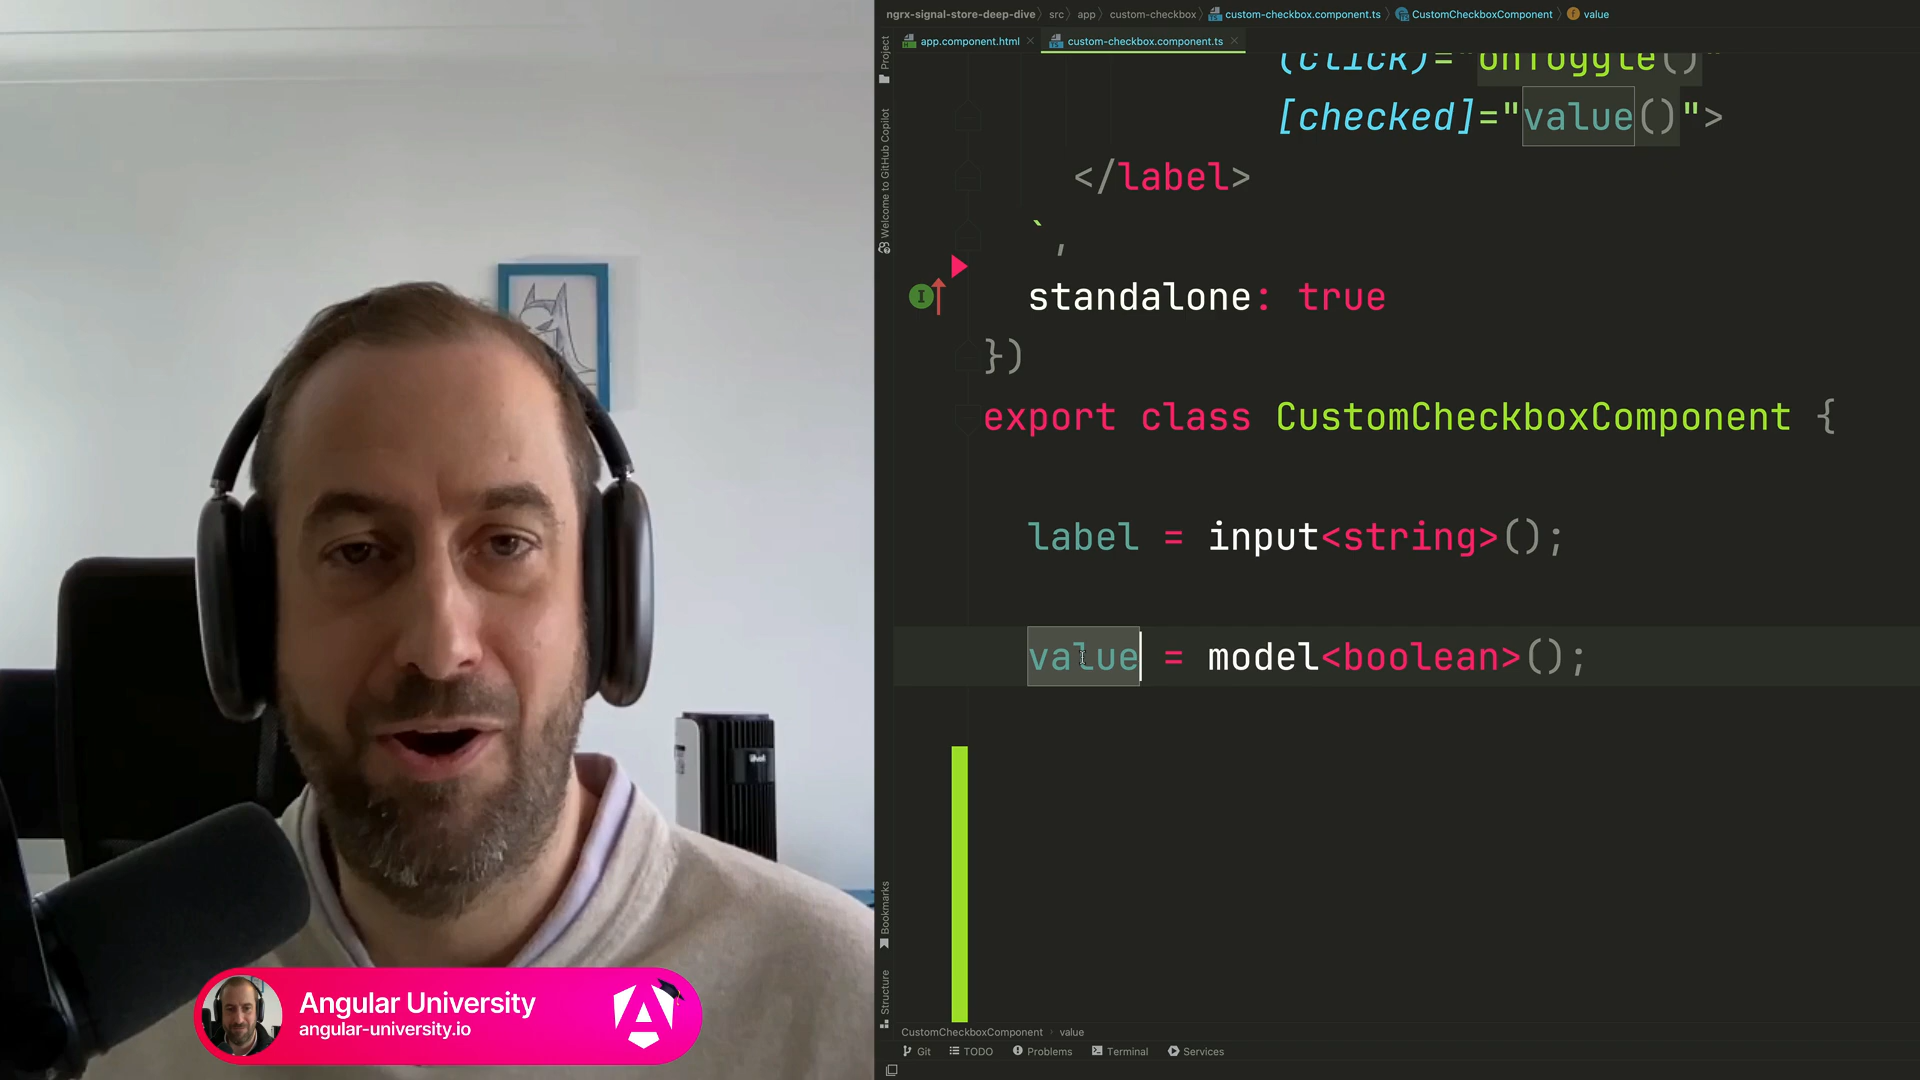 ngrx-signal-store-deep-dive
src
app
custom-checkbox
custom-checkbox.component.ts
CustomCheckboxComponent
value
app.component.html
custom-checkbox.component.ts
Project
Welcome to GitHub Copilot
(click)="onToggle()"
[checked]="value()">
</label>
`,
standalone: true
})
export class CustomCheckboxComponent {
label = input<string>();
value = model<boolean>();
Bookmarks
Structure
CustomCheckboxComponent
value
Git
TODO
Problems
Terminal
Services
Angular University
angular-university.io